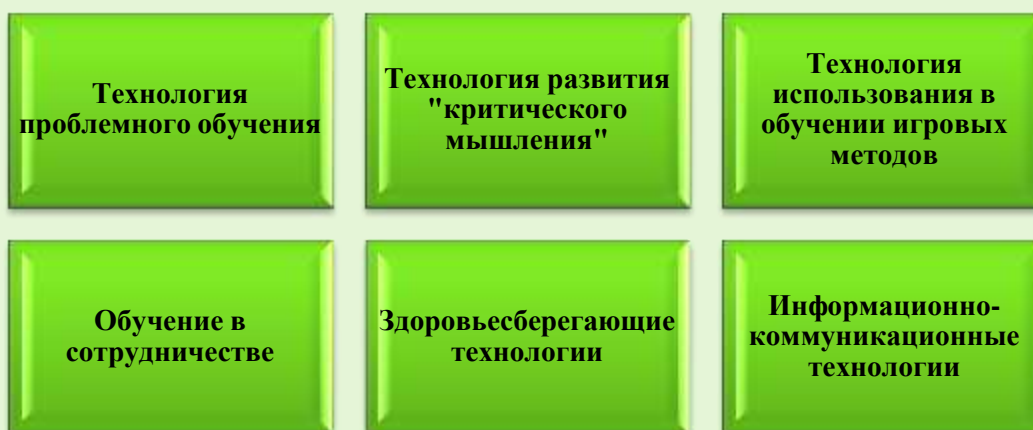 Технология
проблемного обучения
Технология развития
"критического
мышления"
Технология
использования в
обучении игровых
методов
Обучение в
сотрудничестве
Здоровьесберегающие
технологии
Информационно-
коммуникационные
технологии